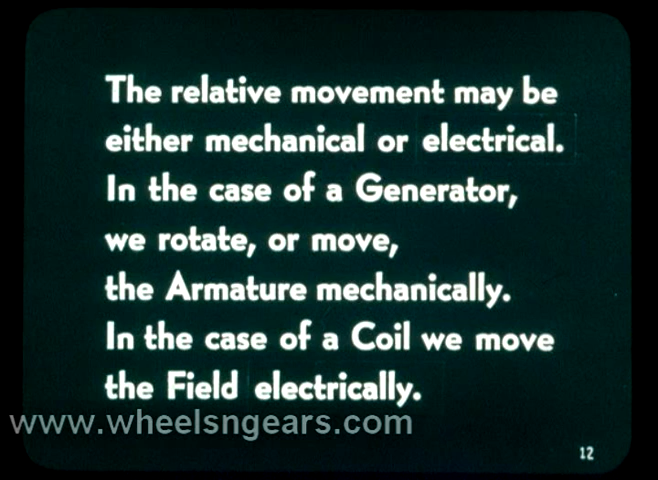 The relative movement may be
either mechanical or electrical.
In the case of a Generator,
we rotate, or move,
the Armature mechanically.
In the case of a Coil we move
the Field electrically.
www.wheelsngears.com
12